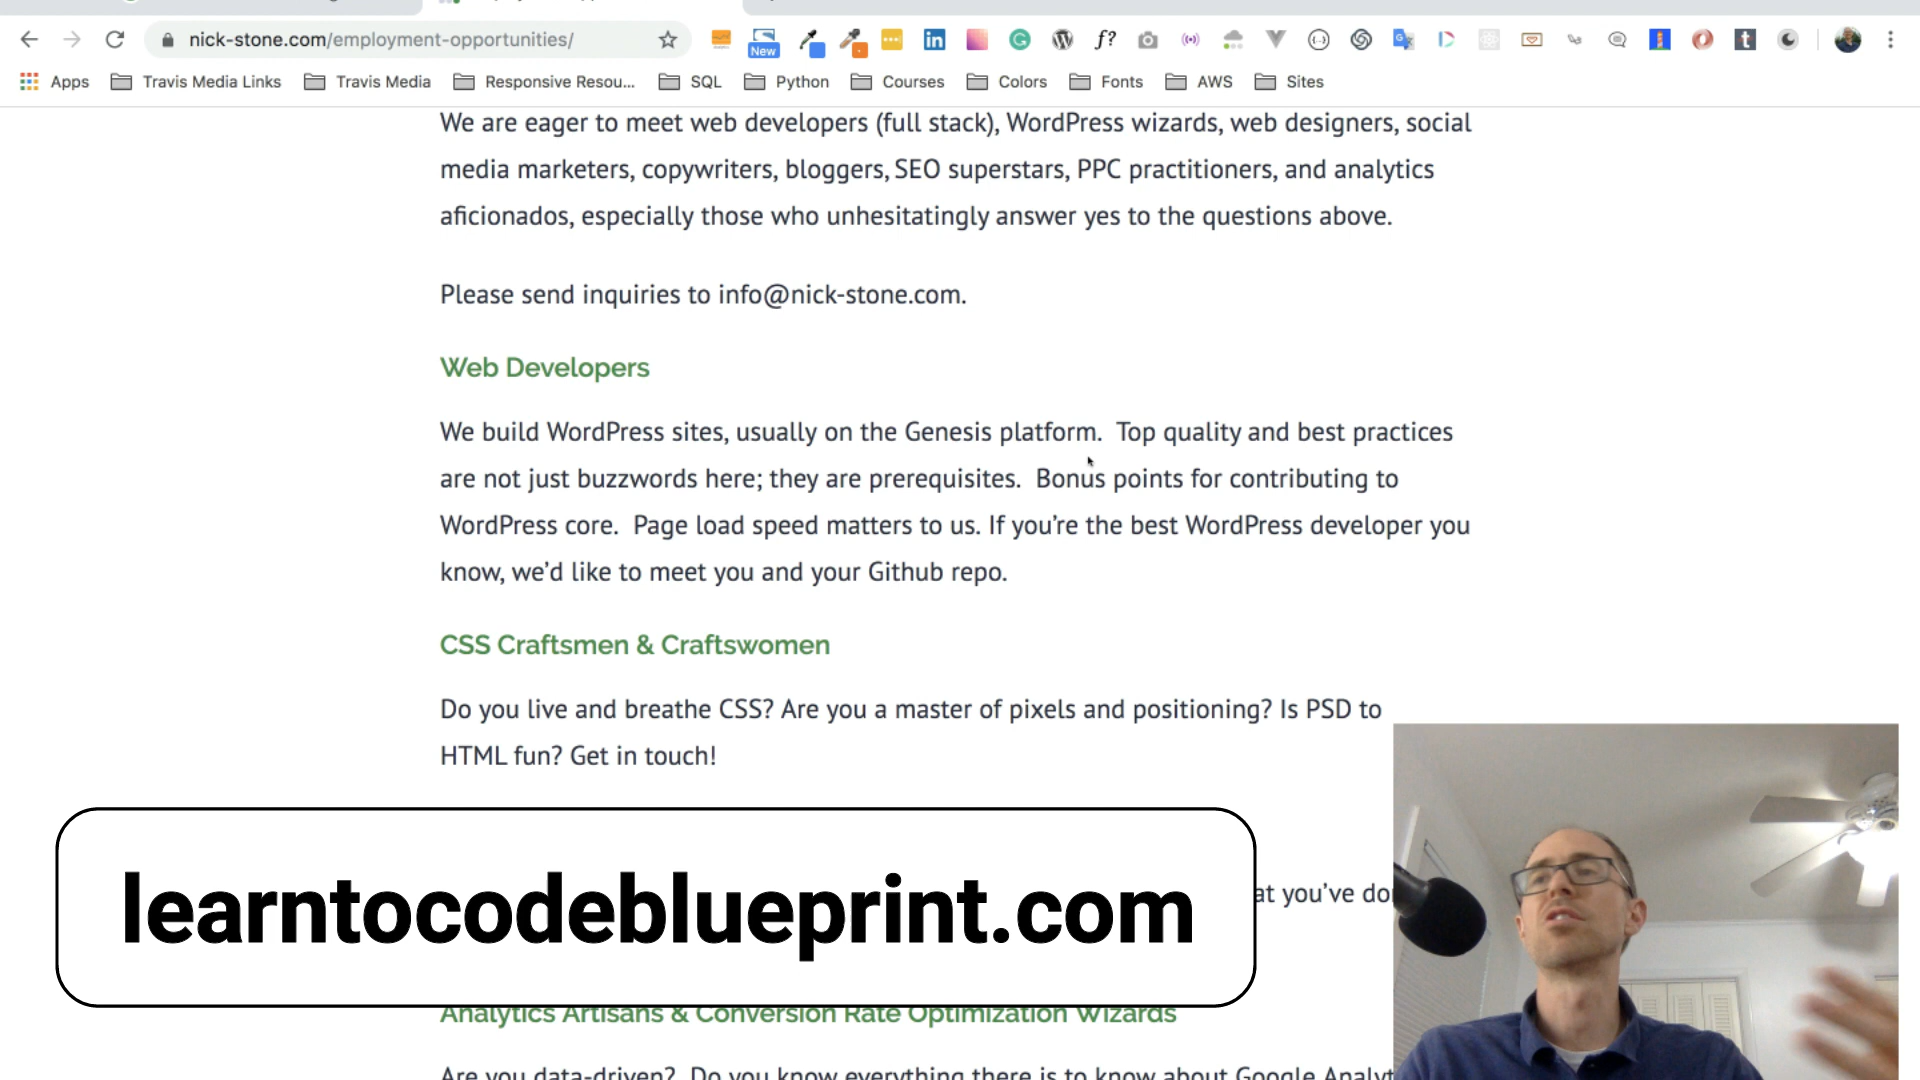 nick-stone.com/employment-opportunities/
New
Apps Travis Media Links Travis Media Responsive Resou... SQL Python Courses Colors Fonts AWS Sites
We are eager to meet web developers (full stack), WordPress wizards, web designers, social
media marketers, copywriters, bloggers, SEO superstars, PPC practitioners, and analytics
aficionados, especially those who unhesitatingly answer yes to the questions above.
Please send inquiries to info@nick-stone.com.
Web Developers
We build WordPress sites, usually on the Genesis platform. Top quality and best practices
are not just buzzwords here; they are prerequisites. Bonus points for contributing to
WordPress core. Page load speed matters to us. If you’re the best WordPress developer you
know, we’d like to meet you and your Github repo.
CSS Craftsmen & Craftswomen
Do you live and breathe CSS? Are you a master of pixels and positioning? Is PSD to
HTML fun? Get in touch!
at you’ve do
learntocodeblueprint.com
Analytics Artisans & Conversion Rate Optimization Wizards
Are you data-driven? Do you know everything there is to know about Google Analyt